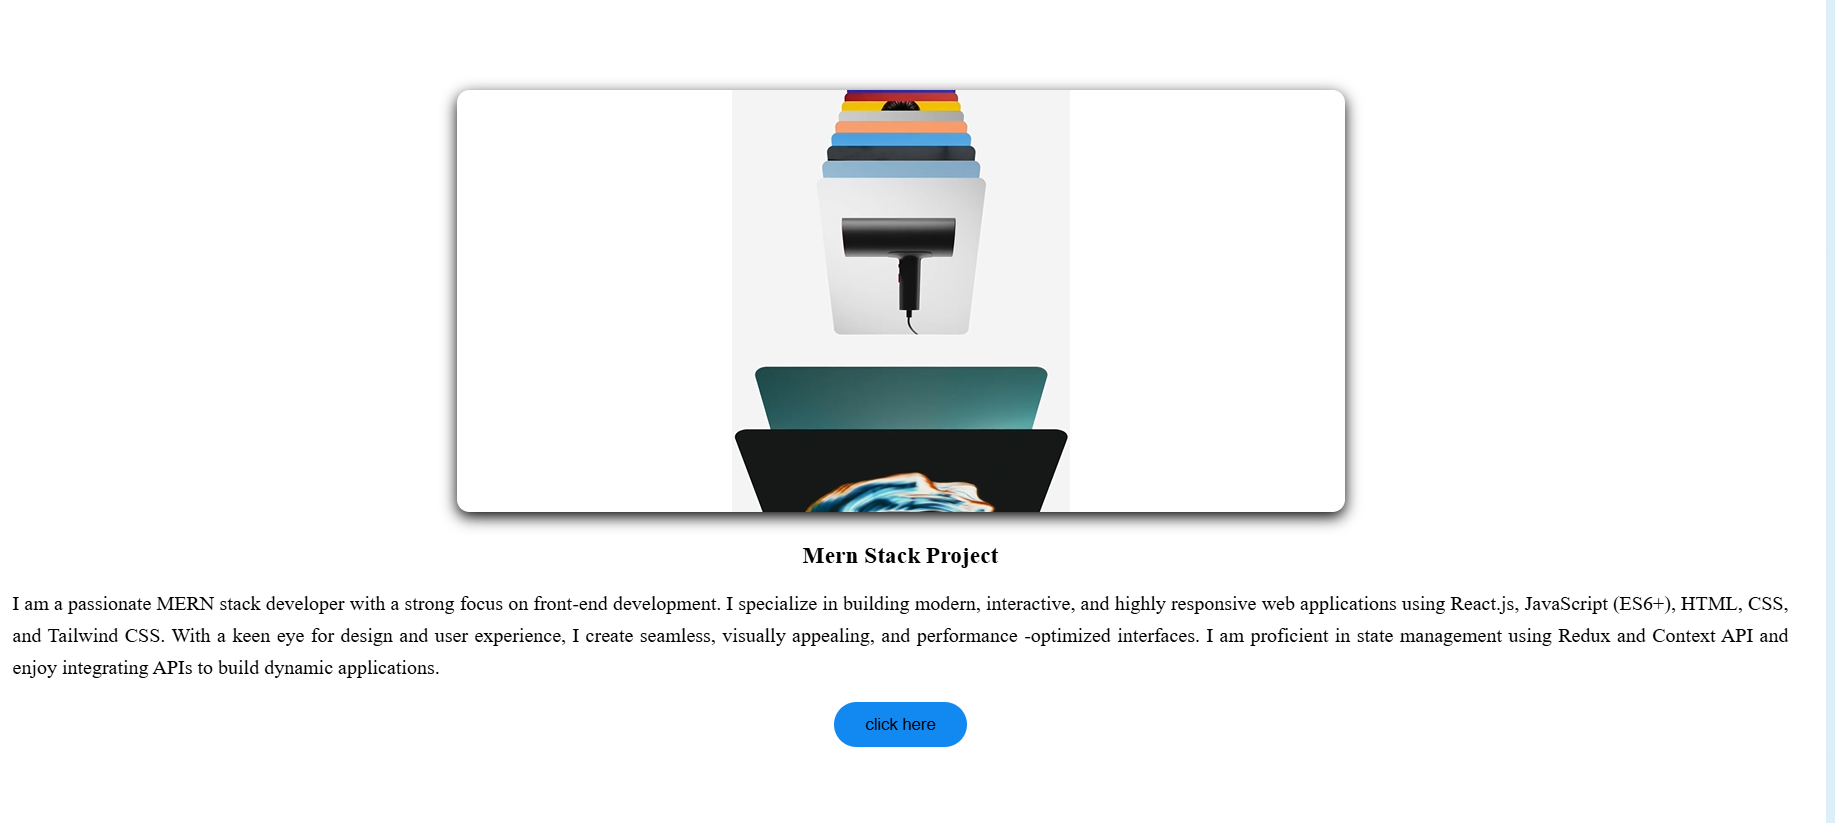 Mern Stack Project
I am a passionate MERN stack developer with a strong focus on front-end development. I specialize in building modern, interactive, and highly responsive web applications using React.js, JavaScript (ES6+), HTML, CSS,
and Tailwind CSS. With a keen eye for design and user experience, I create seamless, visually appealing, and performance -optimized interfaces. I am proficient in state management using Redux and Context API and
enjoy integrating APIs to build dynamic applications.
click here